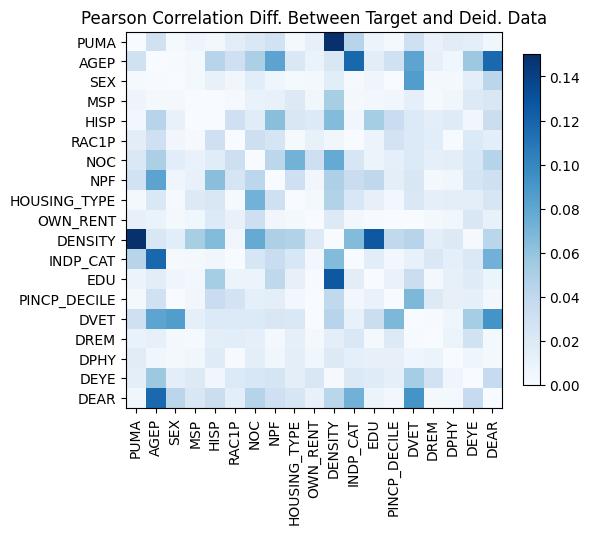 Pearson Correlation Diff. Between Target and Deid. Data
PUMA
AGEP
SEX
MSP
HISP
RAC1P
NOC
NPF
HOUSING_TYPE
OWN_RENT
DENSITY
INDP_CAT
EDU
PINCP_DECILE
DVET
DREM
DPHY
DEYE
DEAR
PUMA
AGEP
SEX
MSP
HISP
RAC1P
NOC
NPF
HOUSING_TYPE
OWN_RENT
DENSITY
INDP_CAT
EDU
PINCP_DECILE
DVET
DREM
DPHY
DEYE
DEAR
0.14
0.12
0.10
0.08
0.06
0.04
0.02
0.00